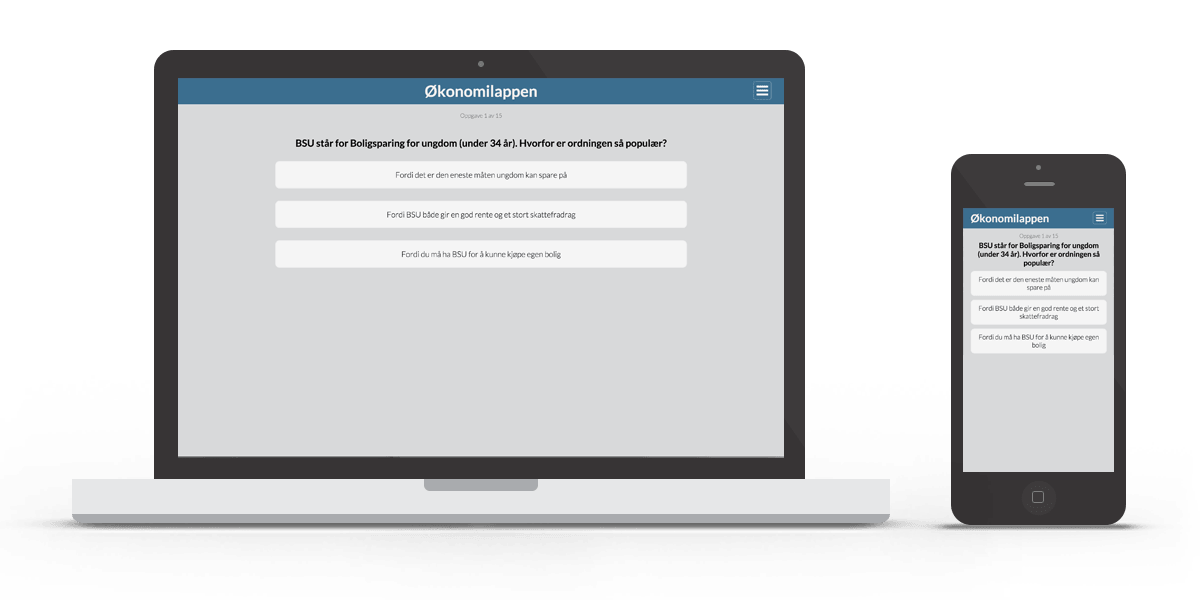 Økonomilappen
Oppgave 1 av 15
BSU står for Boligsparing for ungdom (under 34 år). Hvorfor er ordningen så populær?
Fordi det er den eneste måten ungdom kan spare på
Fordi BSU både gir en god rente og et stort skattefradrag
Fordi du må ha BSU for å kunne kjøpe egen bolig
Økonomilappen
Oppgave 1 av 15
BSU står for Boligsparing for ungdom
(under 34 år). Hvorfor er ordningen så
populær?
Fordi det er den eneste måten ungdom kan
spare på
Fordi BSU både gir en god rente og et stort
skattefradrag
Fordi du må ha BSU for å kunne kjøpe egen
bolig